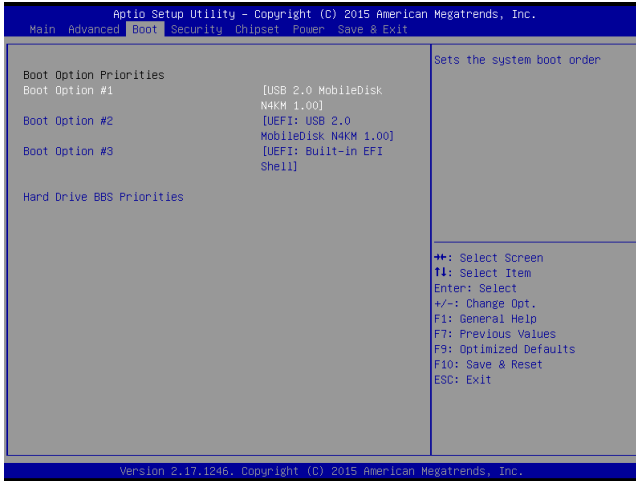 Aptio Setup Utility – Copyright (C) 2015 American Megatrends, Inc.
Main Advanced Boot Security Chipset Power Save & Exit
Boot Option Priorities
Boot Option #1 [USB 2.0 MobileDisk
N4KM 1.00]
Boot Option #2 [UEFI: USB 2.0
MobileDisk N4KM 1.00]
Boot Option #3 [UEFI: Built-in EFI
Shell]
Hard Drive BBS Priorities
Sets the system boot order
→←: Select Screen
↑↓: Select Item
Enter: Select
+/-: Change Opt.
F1: General Help
F7: Previous Values
F9: Optimized Defaults
F10: Save & Reset
ESC: Exit
Version 2.17.1246. Copyright (C) 2015 American Megatrends, Inc.